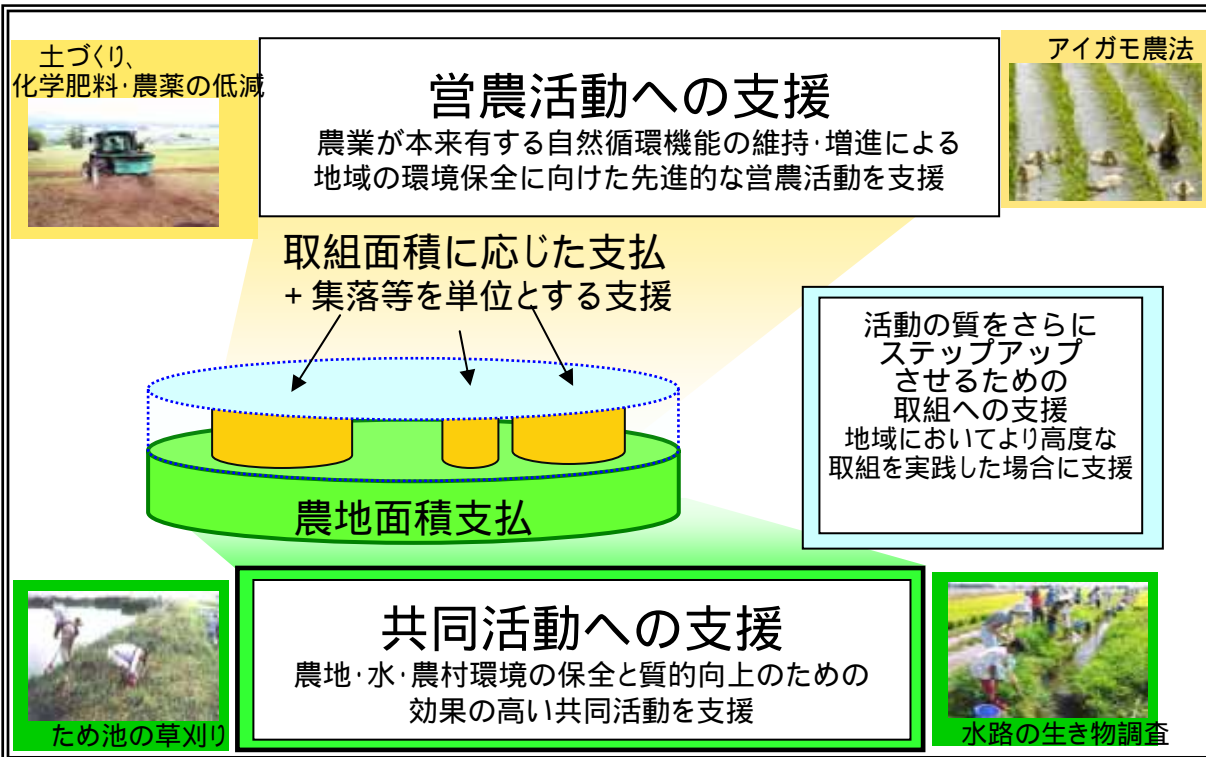 土づくり、
化学肥料・農薬の低減
営農活動への支援
農業が本来有する自然循環機能の維持・増進による
地域の環境保全に向けた先進的な営農活動を支援
アイガモ農法
取組面積に応じた支払
+ 集落等を単位とする支援
活動の質をさらに
ステップアップ
させるための
取組への支援
地域においてより高度な
取組を実践した場合に支援
農地面積支払
共同活動への支援
農地・水・農村環境の保全と質的向上のための
効果の高い共同活動を支援
ため池の草刈り
水路の生き物調査